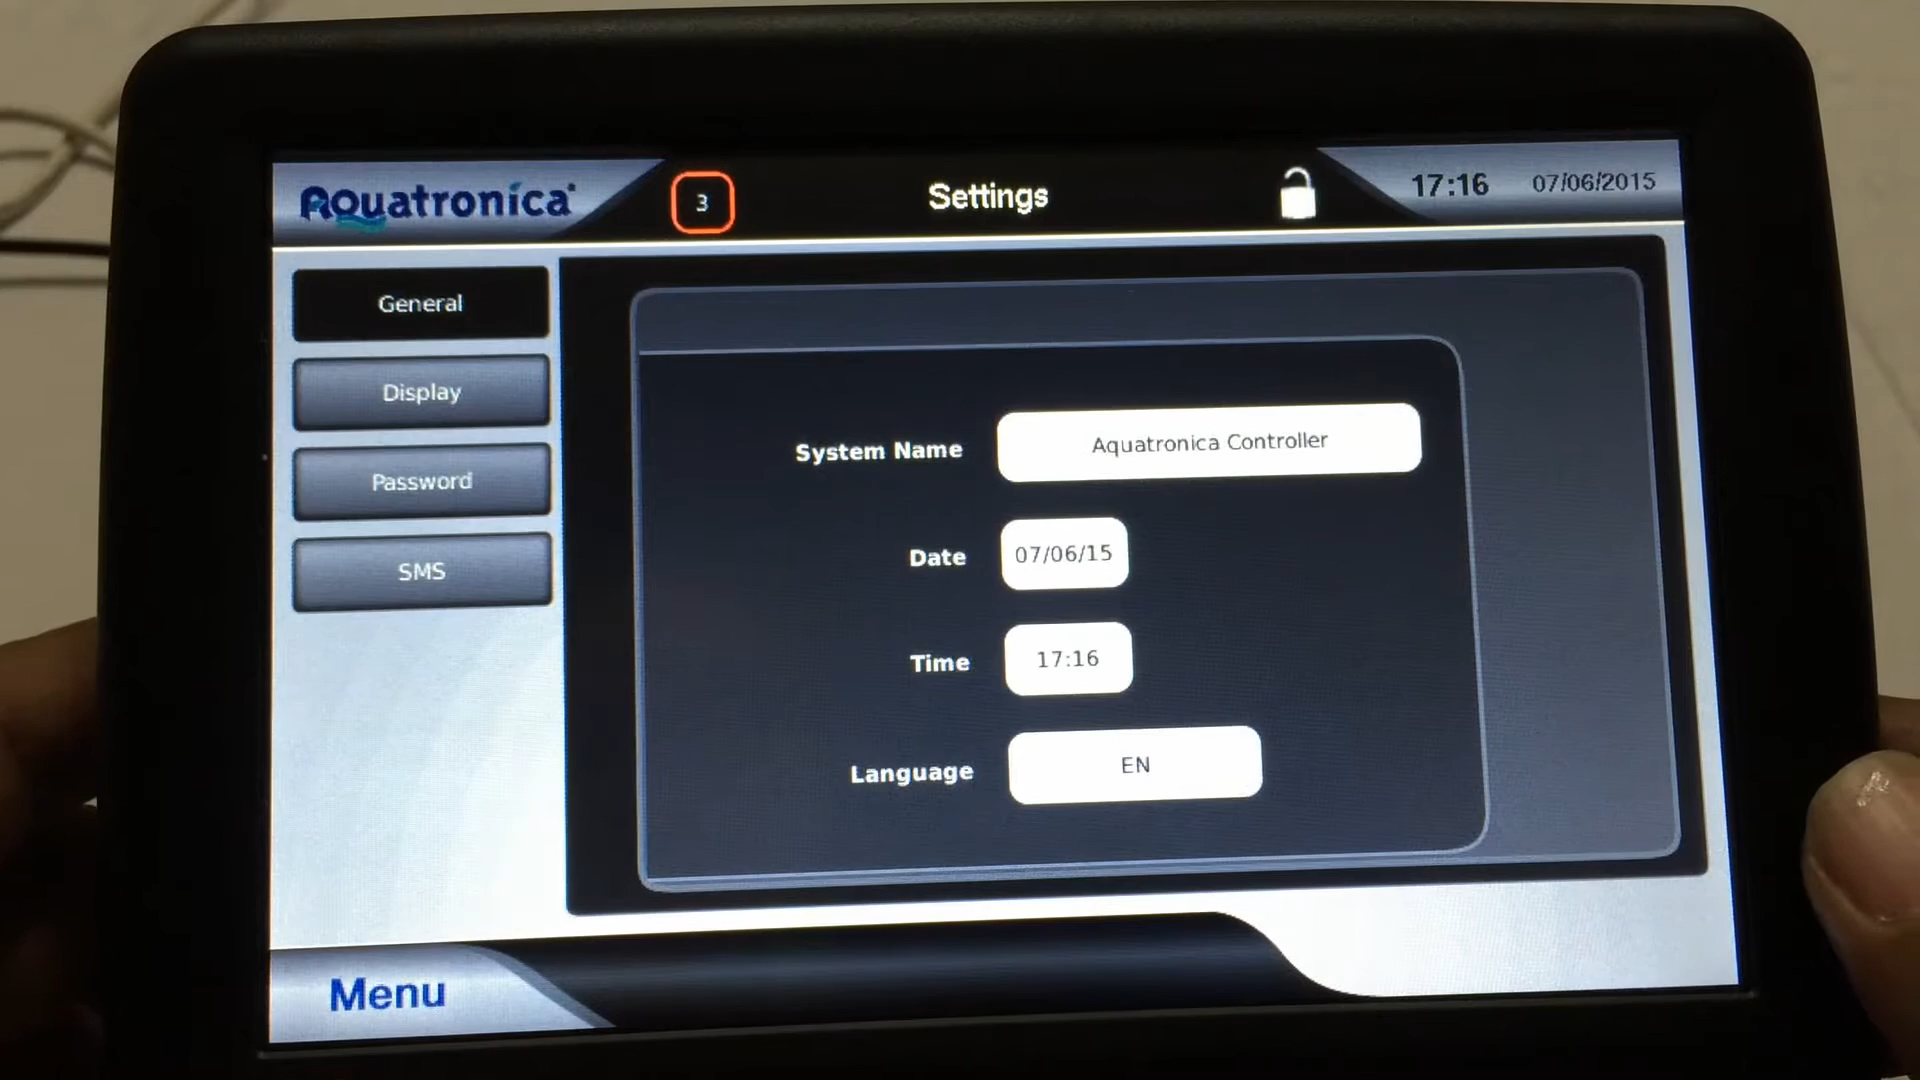 Aquatronica
3
Settings
17:16
07/06/2015
General
Display
Password
SMS
System Name
Aquatronica Controller
Date
07/06/15
Time
17:16
Language
EN
Menu